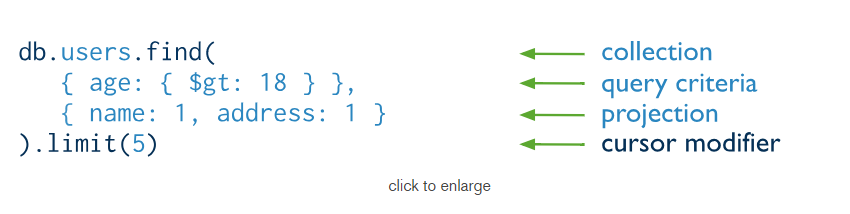 db.users.find( collection
{ age: { $gt: 18 } }, query criteria
{ name: 1, address: 1 } projection
).limit(5) cursor modifier
click to enlarge